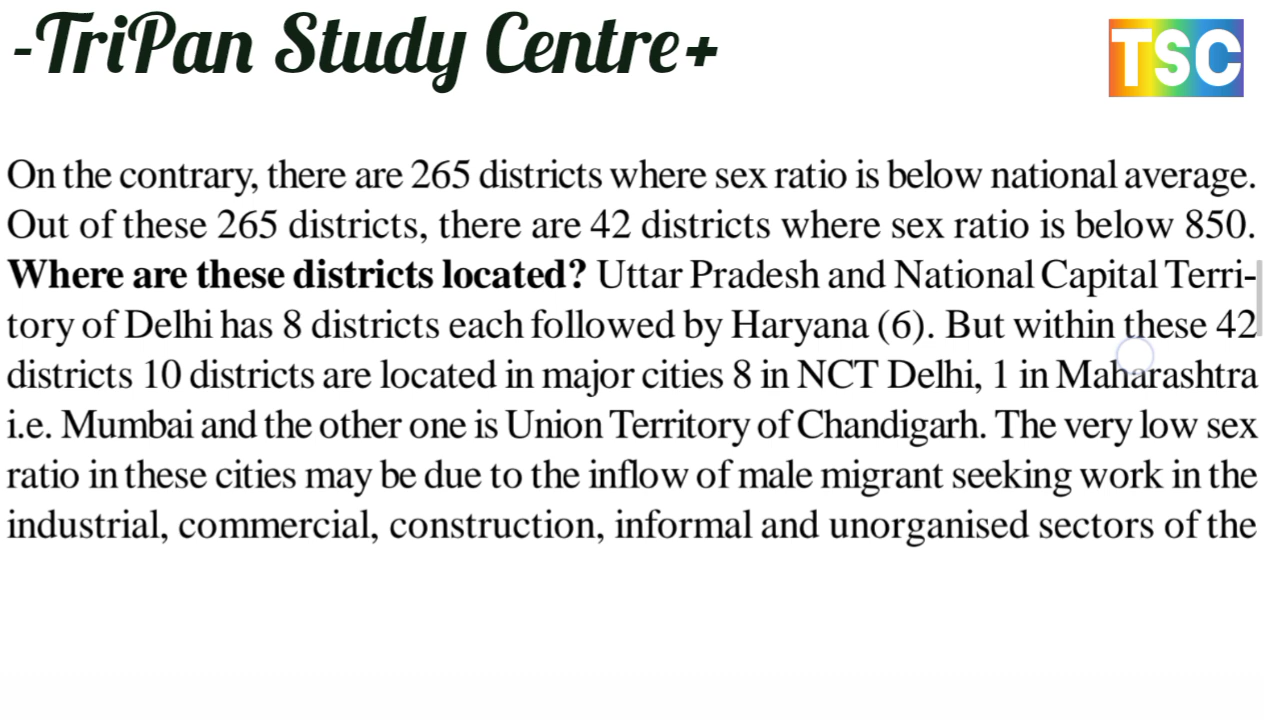 -TriPan Study Centre+
TSC
On the contrary, there are 265 districts where sex ratio is below national average.
Out of these 265 districts, there are 42 districts where sex ratio is below 850.
Where are these districts located? Uttar Pradesh and National Capital Terri-
tory of Delhi has 8 districts each followed by Haryana (6). But within these 42
districts 10 districts are located in major cities 8 in NCT Delhi, 1 in Maharashtra
i.e. Mumbai and the other one is Union Territory of Chandigarh. The very low sex
ratio in these cities may be due to the inflow of male migrant seeking work in the
industrial, commercial, construction, informal and unorganised sectors of the